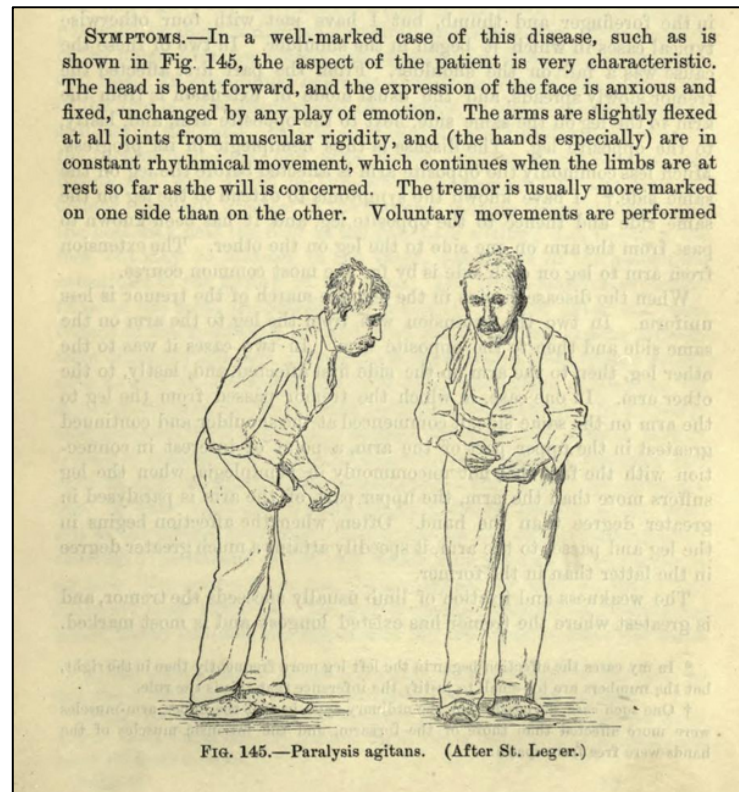 SYMPTOMS.—In a well-marked case of this disease, such as is
shown in Fig. 145, the aspect of the patient is very characteristic.
The head is bent forward, and the expression of the face is anxious and
fixed, unchanged by any play of emotion. The arms are slightly flexed
at all joints from muscular rigidity, and (the hands especially) are in
constant rhythmical movement, which continues when the limbs are at
rest so far as the will is concerned. The tremor is usually more marked
on one side than on the other. Voluntary movements are performed
FIG. 145.—Paralysis agitans. (After St. Leger.)